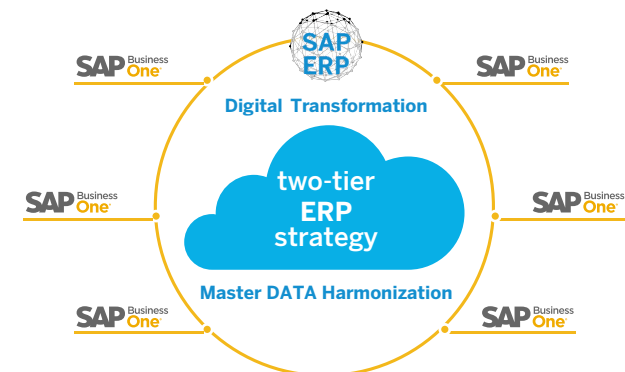 SAP
ERP
SAP Business One
SAP Business One
Digital Transformation
two-tier
ERP
strategy
SAP Business One
SAP Business One
Master DATA Harmonization
SAP Business One
SAP Business One